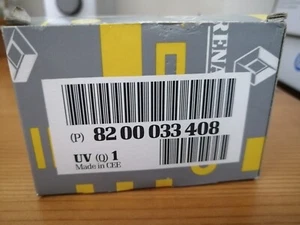 RENA
(P) 82 00 033 408
UV (Q) 1
Made in CEE